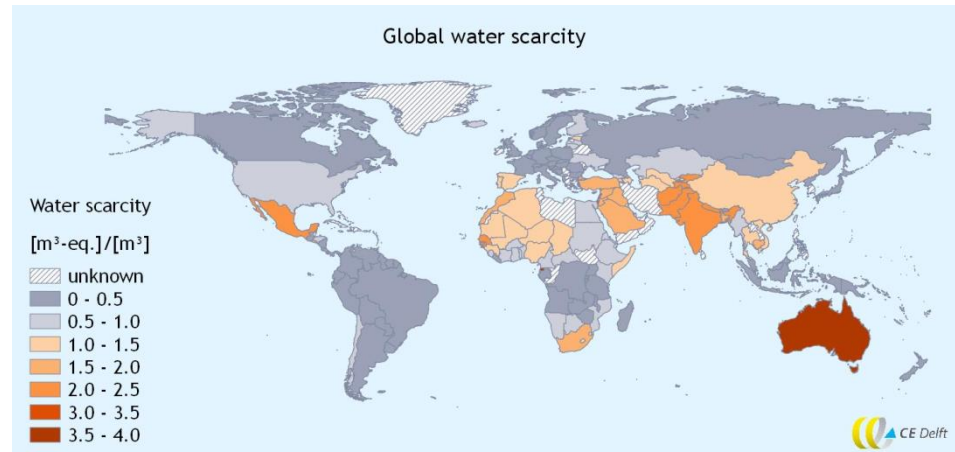 Global water scarcity
Water scarcity
[m³-eq.]/[m³]
unknown
0 - 0.5
0.5 - 1.0
1.0 - 1.5
1.5 - 2.0
2.0 - 2.5
3.0 - 3.5
3.5 - 4.0
CE Delft